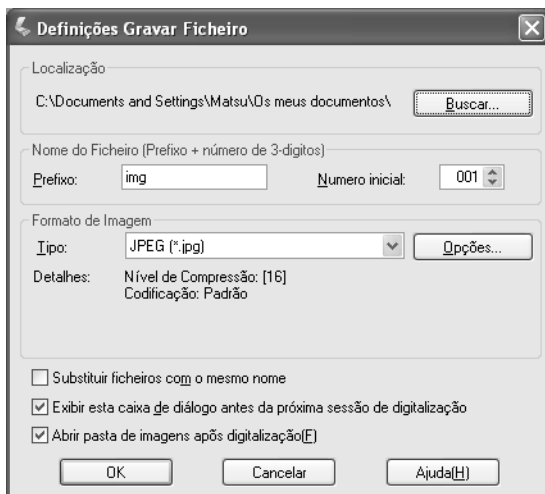 Definições Gravar Ficheiro
Localização
C:\Documents and Settings\Matsu\Os meus documentos\ Buscar...
Nome do Ficheiro (Prefixo + número de 3-digitos)
Prefixo: img Numero inicial: 001
Formato de Imagem
Tipo: JPEG (*.jpg) Opções...
Detalhes: Nível de Compressão: [16]
Codificação: Padrão
Substituir ficheiros com o mesmo nome
Exibir esta caixa de diálogo antes da próxima sessão de digitalização
Abrir pasta de imagens após digitalização(F)
OK Cancelar Ajuda(H)